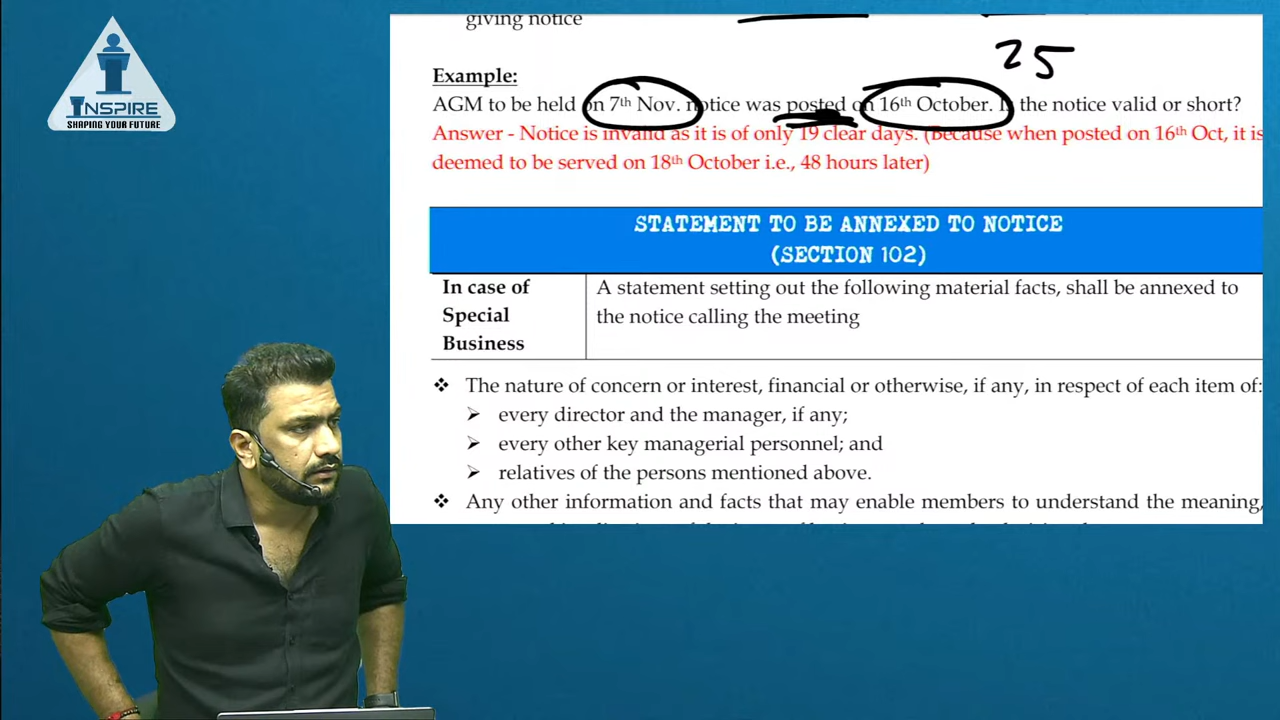 INSPIRE
SHAPING YOUR FUTURE
giving notice
25
Example:
AGM to be held on 7th Nov. notice was posted on 16th October. Is the notice valid or short?
Answer - Notice is invalid as it is of only 19 clear days. (Because when posted on 16th Oct, it is
deemed to be served on 18th October i.e., 48 hours later)
STATEMENT TO BE ANNEXED TO NOTICE
(SECTION 102)
In case of
Special
Business
A statement setting out the following material facts, shall be annexed to
the notice calling the meeting
❖ The nature of concern or interest, financial or otherwise, if any, in respect of each item of:
➢ every director and the manager, if any;
➢ every other key managerial personnel; and
➢ relatives of the persons mentioned above.
❖ Any other information and facts that may enable members to understand the meaning,